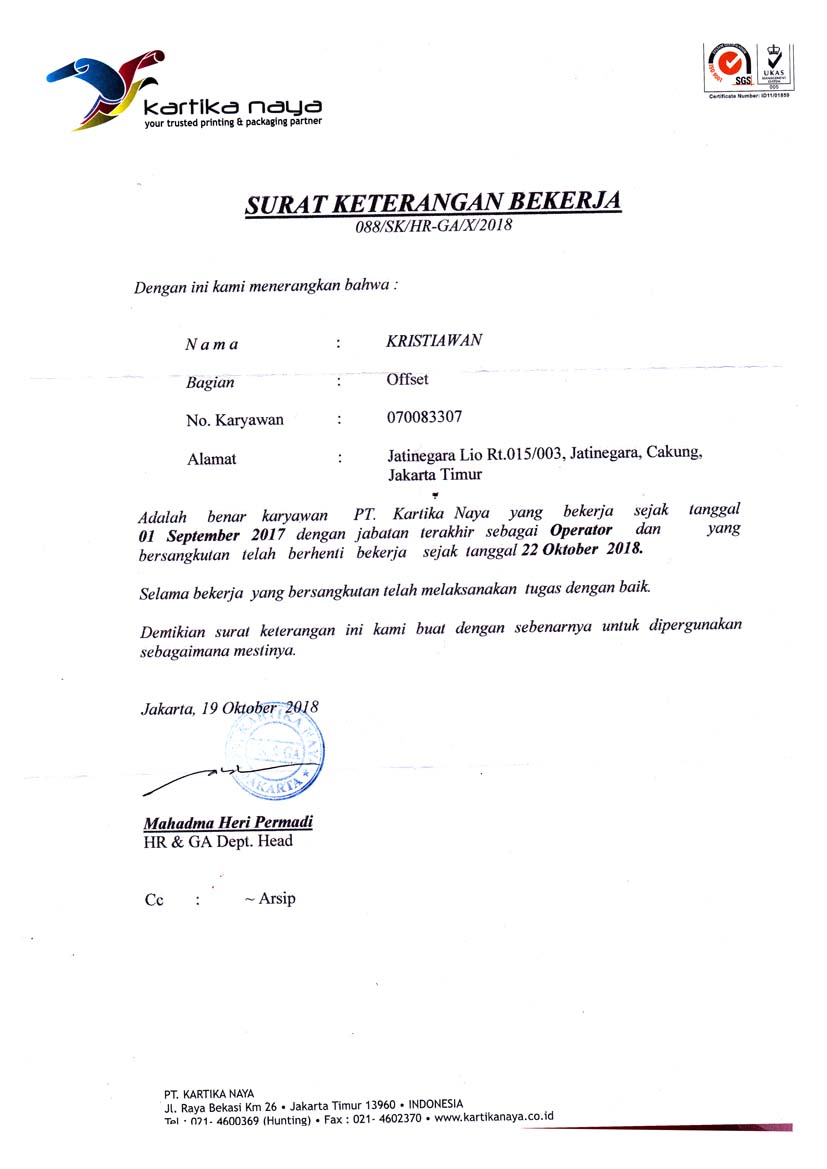 kartika naya
your trusted printing & packaging partner
ISO 9001
SGS
UKAS
MANAGEMENT
SYSTEMS
005
Certificate Number: ID11/01859
SURAT KETERANGAN BEKERJA
088/SK/HR-GA/X/2018
Dengan ini kami menerangkan bahwa :
N a m a : KRISTIAWAN
Bagian : Offset
No. Karyawan : 070083307
Alamat : Jatinegara Lio Rt.015/003, Jatinegara, Cakung,
Jakarta Timur
Adalah benar karyawan PT. Kartika Naya yang bekerja sejak tanggal
01 September 2017 dengan jabatan terakhir sebagai Operator dan yang
bersangkutan telah berhenti bekerja sejak tanggal 22 Oktober 2018.
Selama bekerja yang bersangkutan telah melaksanakan tugas dengan baik.
Demikian surat keterangan ini kami buat dengan sebenarnya untuk dipergunakan
sebagaimana mestinya.
Jakarta, 19 Oktober 2018
KARTIKA NAYA
& GA
JAKARTA
Mahadma Heri Permadi
HR & GA Dept. Head
Cc : ~ Arsip
PT. KARTIKA NAYA
Jl. Raya Bekasi Km 26 • Jakarta Timur 13960 • INDONESIA
Tel : 021- 4600369 (Hunting) • Fax : 021- 4602370 • www.kartikanaya.co.id